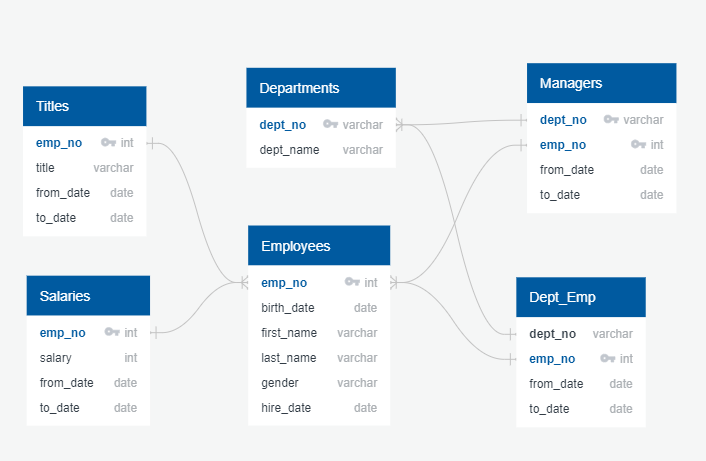 Titles
emp_no int
title varchar
from_date date
to_date date
Departments
dept_no varchar
dept_name varchar
Managers
dept_no varchar
emp_no int
from_date date
to_date date
Salaries
emp_no int
salary int
from_date date
to_date date
Employees
emp_no int
birth_date date
first_name varchar
last_name varchar
gender varchar
hire_date date
Dept_Emp
dept_no varchar
emp_no int
from_date date
to_date date